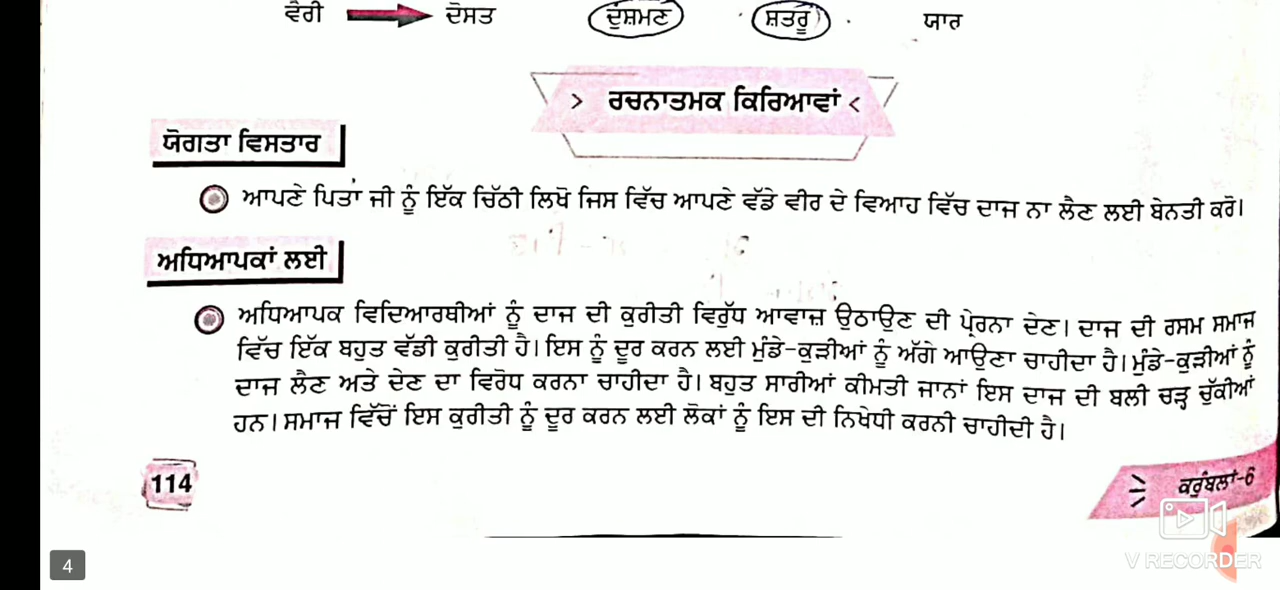 ਵੈਰੀ ਦੋਸਤ ਦੁਸ਼ਮਣ ਸ਼ਤਰੂ ਯਾਰ
> ਰਚਨਾਤਮਕ ਕਿਰਿਆਵਾਂ <
ਯੋਗਤਾ ਵਿਸਤਾਰ
ਆਪਣੇ ਪਿਤਾ ਜੀ ਨੂੰ ਇੱਕ ਚਿੱਠੀ ਲਿਖੋ ਜਿਸ ਵਿੱਚ ਆਪਣੇ ਵੱਡੇ ਵੀਰ ਦੇ ਵਿਆਹ ਵਿੱਚ ਦਾਜ ਨਾ ਲੈਣ ਲਈ ਬੇਨਤੀ ਕਰੋ।
ਅਧਿਆਪਕਾਂ ਲਈ
ਅਧਿਆਪਕ ਵਿਦਿਆਰਥੀਆਂ ਨੂੰ ਦਾਜ ਦੀ ਕੁਰੀਤੀ ਵਿਰੁੱਧ ਆਵਾਜ਼ ਉਠਾਉਣ ਦੀ ਪ੍ਰੇਰਨਾ ਦੇਣ। ਦਾਜ ਦੀ ਰਸਮ ਸਮਾਜ
ਵਿੱਚ ਇੱਕ ਬਹੁਤ ਵੱਡੀ ਕੁਰੀਤੀ ਹੈ। ਇਸ ਨੂੰ ਦੂਰ ਕਰਨ ਲਈ ਮੁੰਡੇ-ਕੁੜੀਆਂ ਨੂੰ ਅੱਗੇ ਆਉਣਾ ਚਾਹੀਦਾ ਹੈ। ਮੁੰਡੇ-ਕੁੜੀਆਂ ਨੂੰ
ਦਾਜ ਲੈਣ ਅਤੇ ਦੇਣ ਦਾ ਵਿਰੋਧ ਕਰਨਾ ਚਾਹੀਦਾ ਹੈ। ਬਹੁਤ ਸਾਰੀਆਂ ਕੀਮਤੀ ਜਾਨਾਂ ਇਸ ਦਾਜ ਦੀ ਬਲੀ ਚੜ੍ਹ ਚੁੱਕੀਆਂ
ਹਨ। ਸਮਾਜ ਵਿੱਚੋਂ ਇਸ ਕੁਰੀਤੀ ਨੂੰ ਦੂਰ ਕਰਨ ਲਈ ਲੋਕਾਂ ਨੂੰ ਇਸ ਦੀ ਨਿਖੇਧੀ ਕਰਨੀ ਚਾਹੀਦੀ ਹੈ।
114
ਕਰੂੰਬਲਾਂ-6
V RECORDER
4